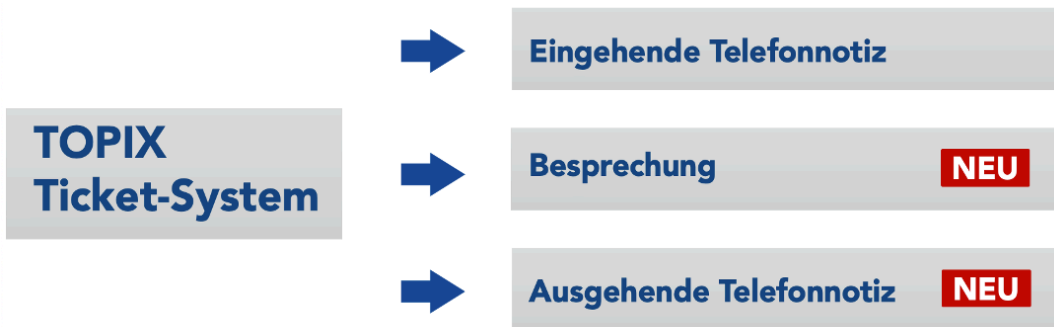 TOPIX
Ticket-System
Eingehende Telefonnotiz
Besprechung NEU
Ausgehende Telefonnotiz NEU